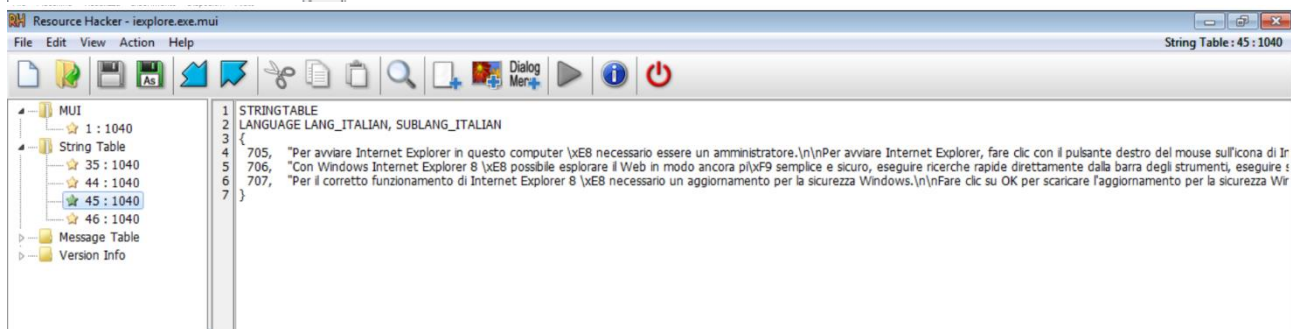 Resource Hacker - iexplore.exe.mui
File Edit View Action Help
String Table : 45 : 1040
As
Dialog
Menu
MUI
1 : 1040
String Table
35 : 1040
44 : 1040
45 : 1040
46 : 1040
Message Table
Version Info
1 STRINGTABLE
2 LANGUAGE LANG_ITALIAN, SUBLANG_ITALIAN
3 {
4 705, "Per avviare Internet Explorer in questo computer \xE8 necessario essere un amministratore.\n\nPer avviare Internet Explorer, fare clic con il pulsante destro del mouse sull'icona di
5 706, "Con Windows Internet Explorer 8 \xE8 possibile esplorare il Web in modo ancora pi\xF9 semplice e sicuro, eseguire ricerche rapide direttamente dalla barra degli strumenti, eseguire
6 707, "Per il corretto funzionamento di Internet Explorer 8 \xE8 necessario un aggiornamento per la sicurezza Windows.\n\nFare clic su OK per scaricare l'aggiornamento per la sicurezza
7 }